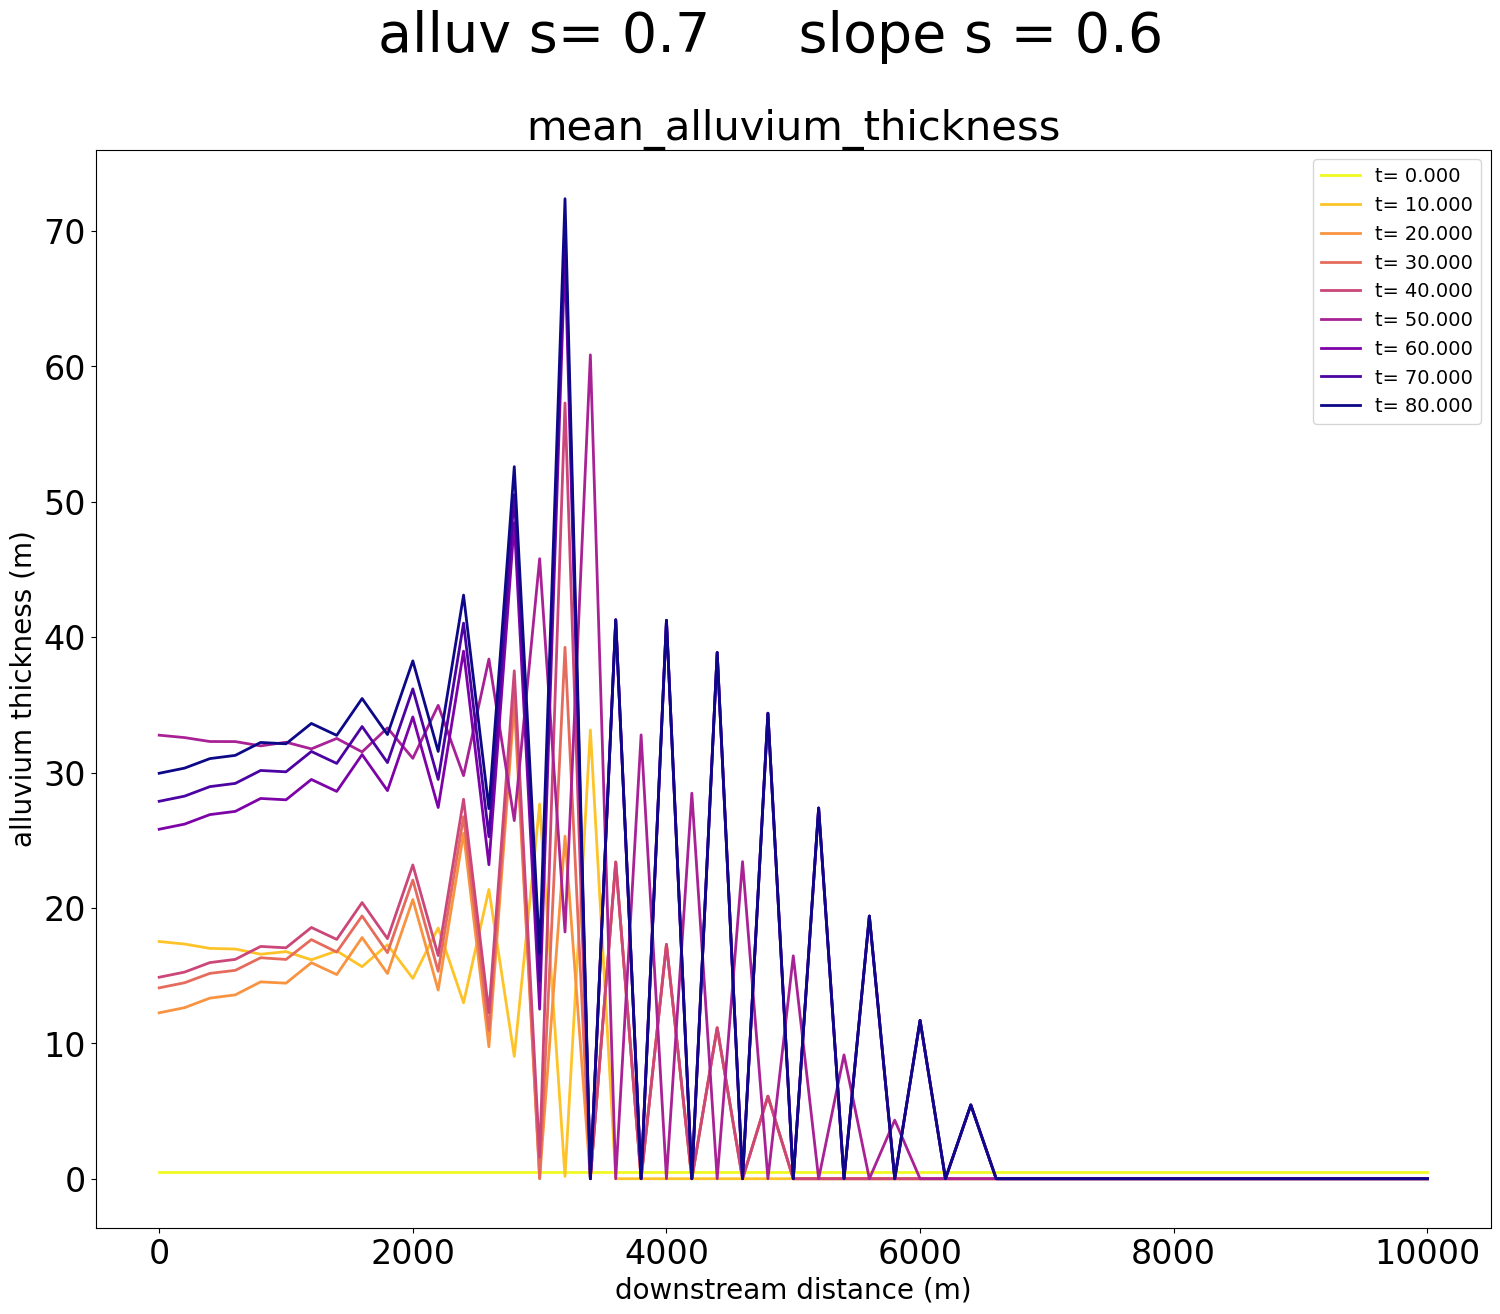 alluv s= 0.7 slope s = 0.6
mean_alluvium_thickness
t= 0.000
t= 10.000
t= 20.000
t= 30.000
t= 40.000
t= 50.000
t= 60.000
t= 70.000
t= 80.000
70
60
50
40
30
20
10
0
alluvium thickness (m)
0 2000 4000 6000 8000 10000
downstream distance (m)